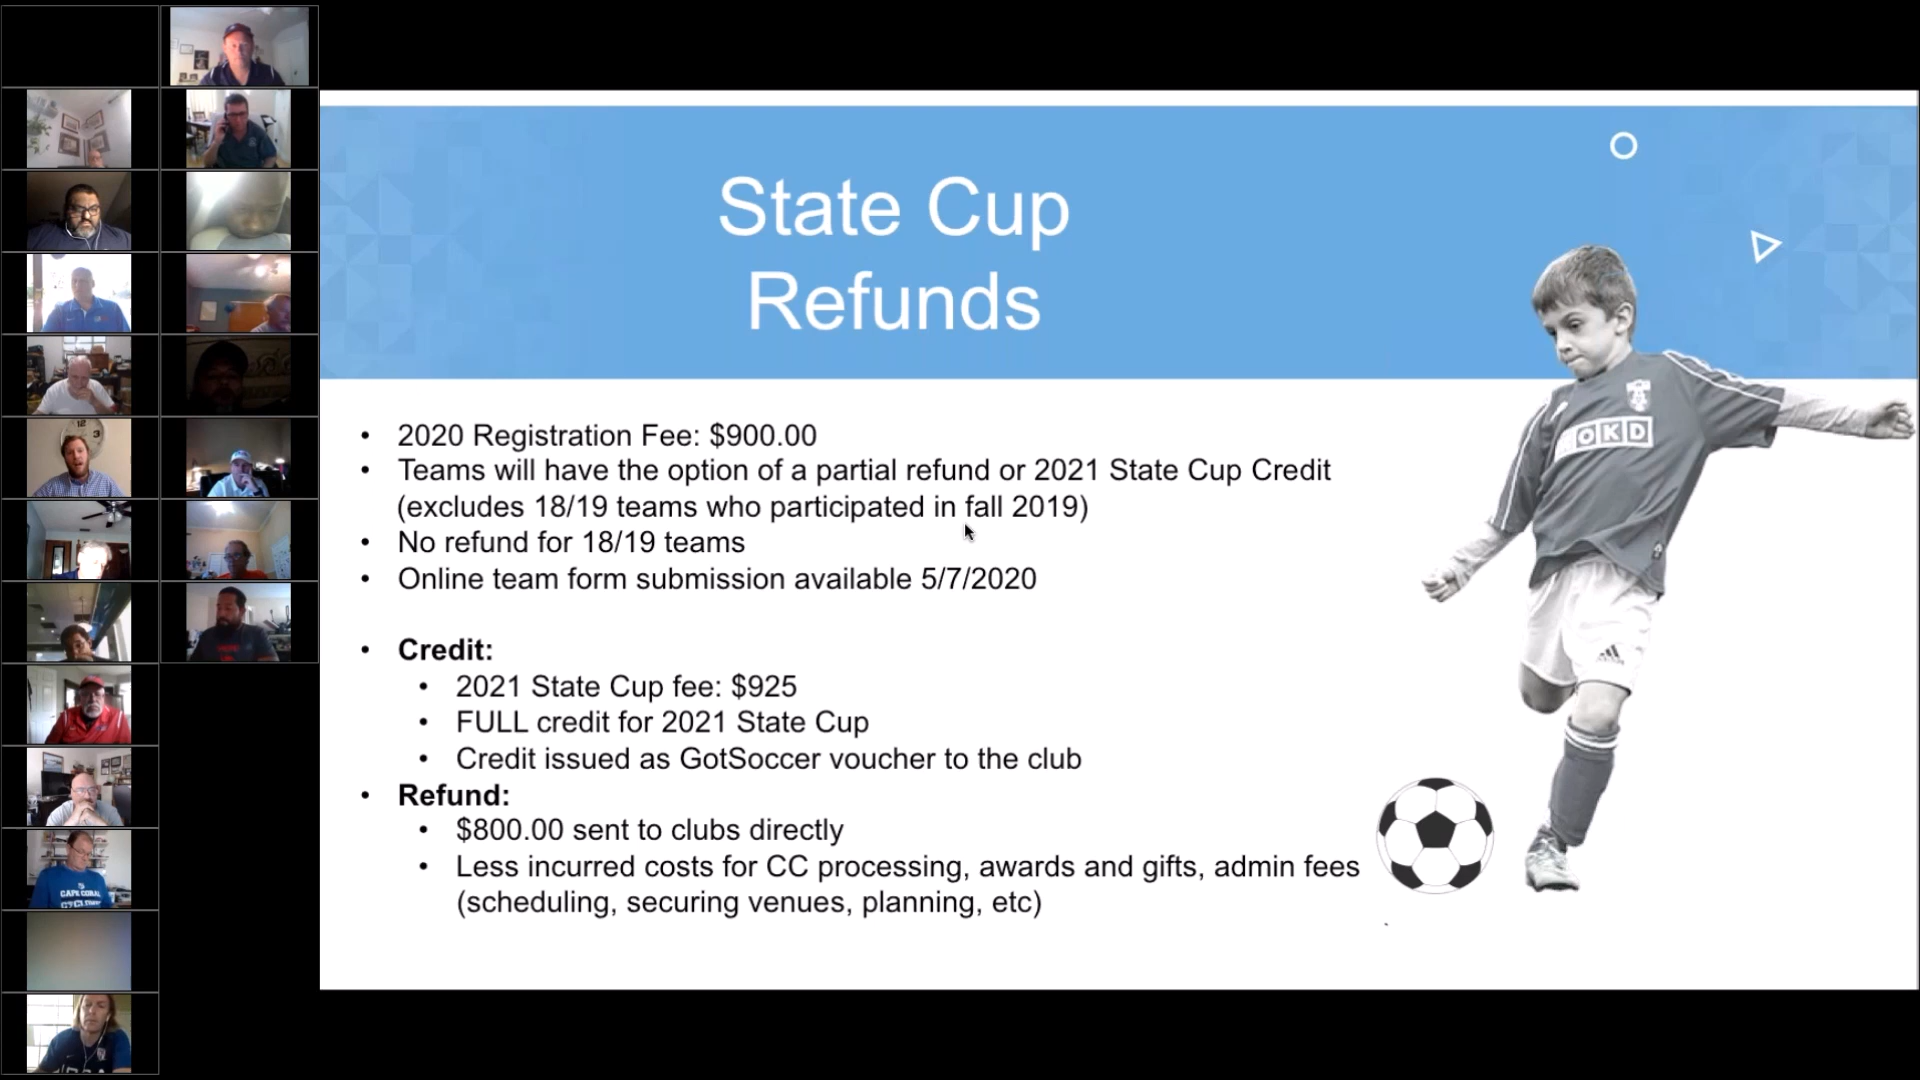 State Cup
Refunds
• 2020 Registration Fee: $900.00
• Teams will have the option of a partial refund or 2021 State Cup Credit
(excludes 18/19 teams who participated in fall 2019)
• No refund for 18/19 teams
• Online team form submission available 5/7/2020
• Credit:
• 2021 State Cup fee: $925
• FULL credit for 2021 State Cup
• Credit issued as GotSoccer voucher to the club
• Refund:
• $800.00 sent to clubs directly
• Less incurred costs for CC processing, awards and gifts, admin fees
(scheduling, securing venues, planning, etc)
OKD
12
3
CAPE CORAL